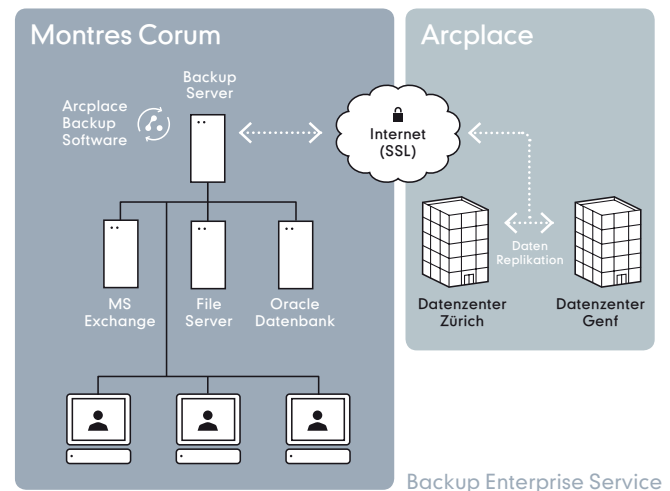 Montres Corum
Arcplace
Backup
Server
Arcplace
Backup
Software
Internet
(SSL)
MS
Exchange
File
Server
Oracle
Datenbank
Daten
Replikation
Datenzenter
Zürich
Datenzenter
Genf
Backup Enterprise Service